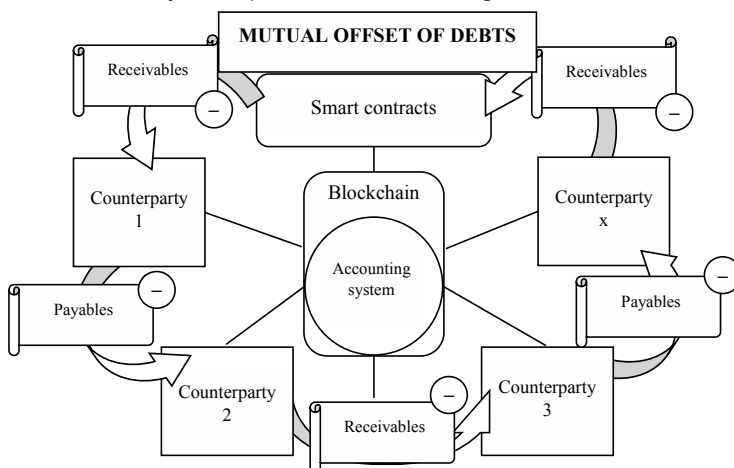 MUTUAL OFFSET OF DEBTS
Receivables
Receivables
–
–
Smart contracts
Counterparty
1
Blockchain
Counterparty
x
Accounting
system
–
Payables
–
Payables
Counterparty
2
–
Receivables
Counterparty
3